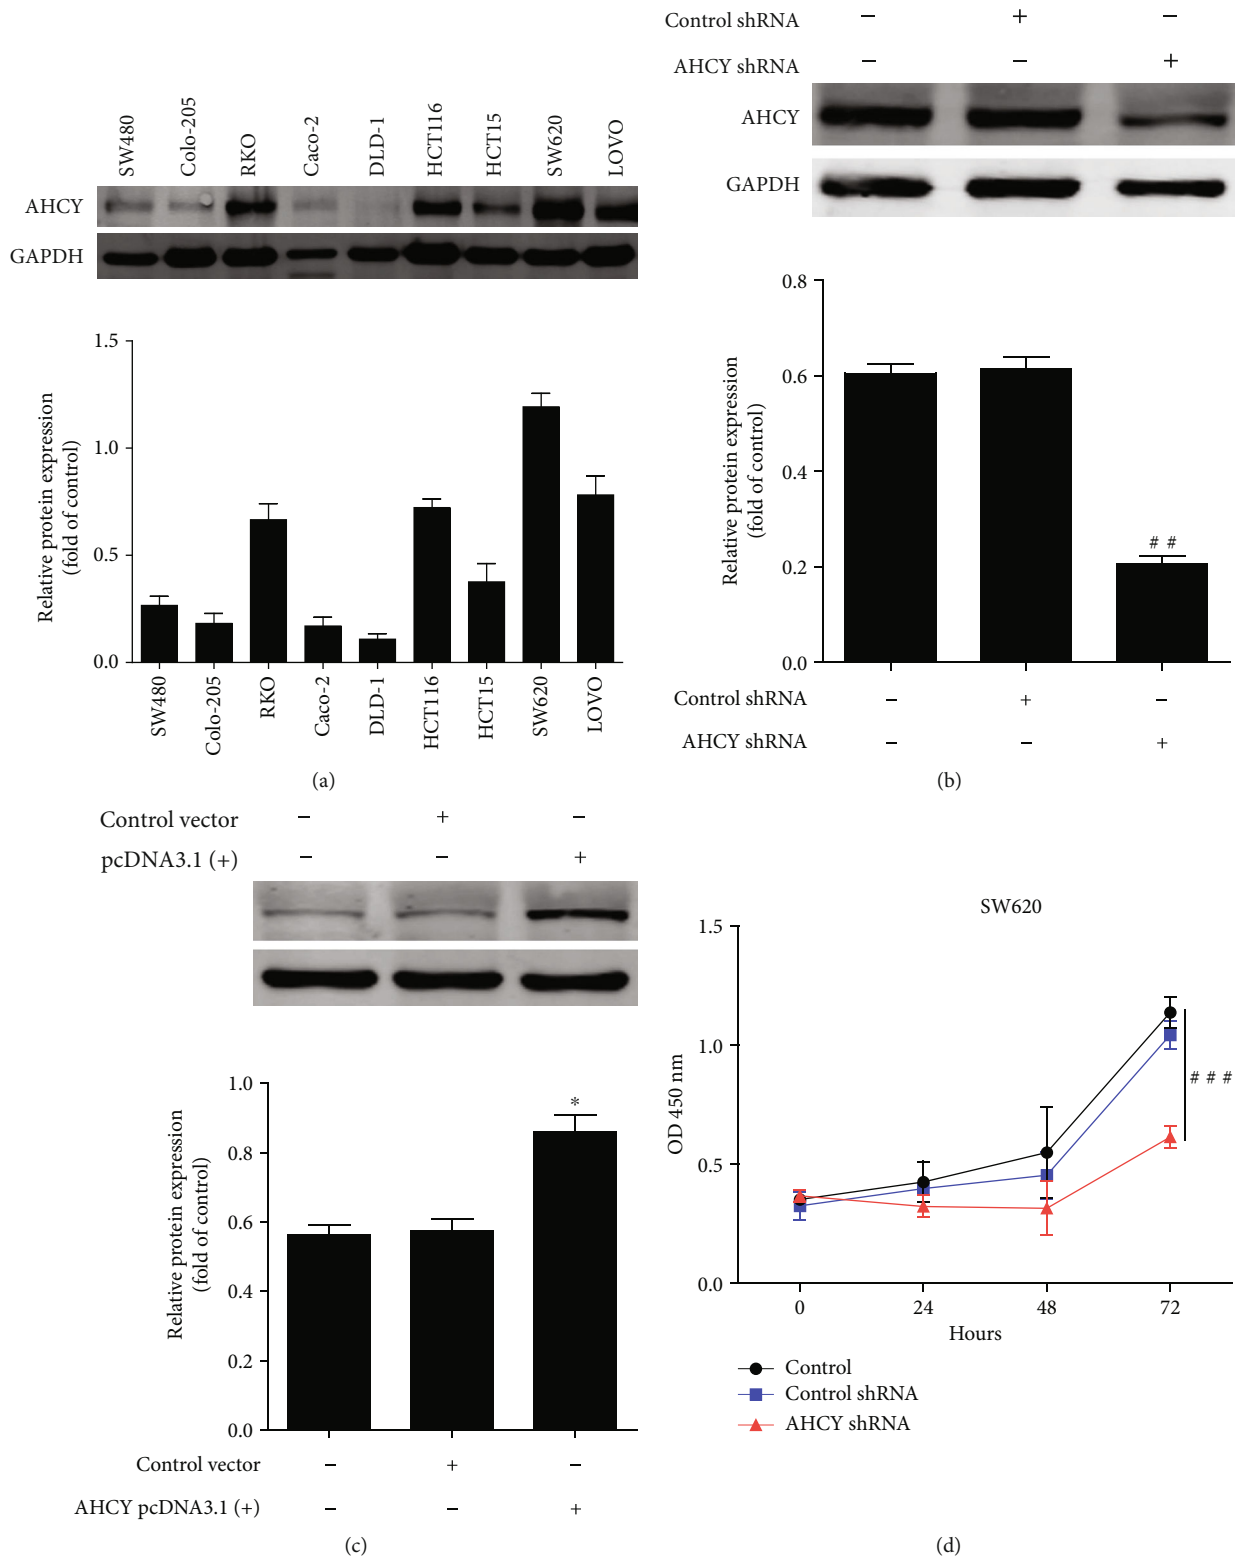 SW480 Colo-205 RKO Caco-2 DLD-1 HCT116 HCT15 SW620 LOVO
AHCY
GAPDH
Relative protein expression
(fold of control)
1.5
1.0
0.5
0.0
SW480 Colo-205 RKO Caco-2 DLD-1 HCT116 HCT15 SW620 LOVO
(a)
Control shRNA – + –
AHCY shRNA – – +
AHCY
GAPDH
Relative protein expression
(fold of control)
0.8
0.6
0.4
0.2
0.0
# #
Control shRNA – + –
AHCY shRNA – – +
(b)
Control vector – + –
pcDNA3.1 (+) – – +
Relative protein expression
(fold of control)
1.0
0.8
0.6
0.4
0.2
0.0
*
Control vector – + –
AHCY pcDNA3.1 (+) – – +
(c)
SW620
OD 450 nm
1.5
1.0
0.5
0.0
# # #
0 24 48 72
Hours
Control
Control shRNA
AHCY shRNA
(d)